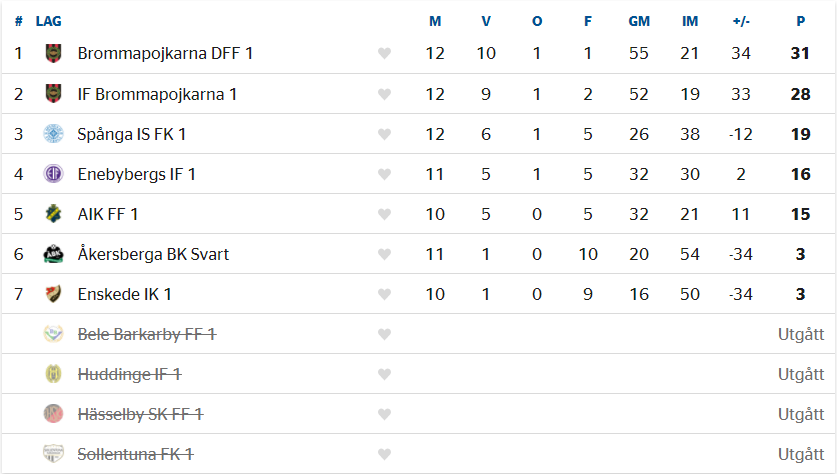 # LAG M V O F GM IM +/- P
1 Brommapojkarna DFF 1 12 10 1 1 55 21 34 31
2 IF Brommapojkarna 1 12 9 1 2 52 19 33 28
3 Spånga IS FK 1 12 6 1 5 26 38 -12 19
4 Enebybergs IF 1 11 5 1 5 32 30 2 16
5 AIK FF 1 10 5 0 5 32 21 11 15
6 Åkersberga BK Svart 11 1 0 10 20 54 -34 3
7 Enskede IK 1 10 1 0 9 16 50 -34 3
Bele Barkarby FF 1 Utgått
Huddinge IF 1 Utgått
Hässelby SK FF 1 Utgått
Sollentuna FK 1 Utgått